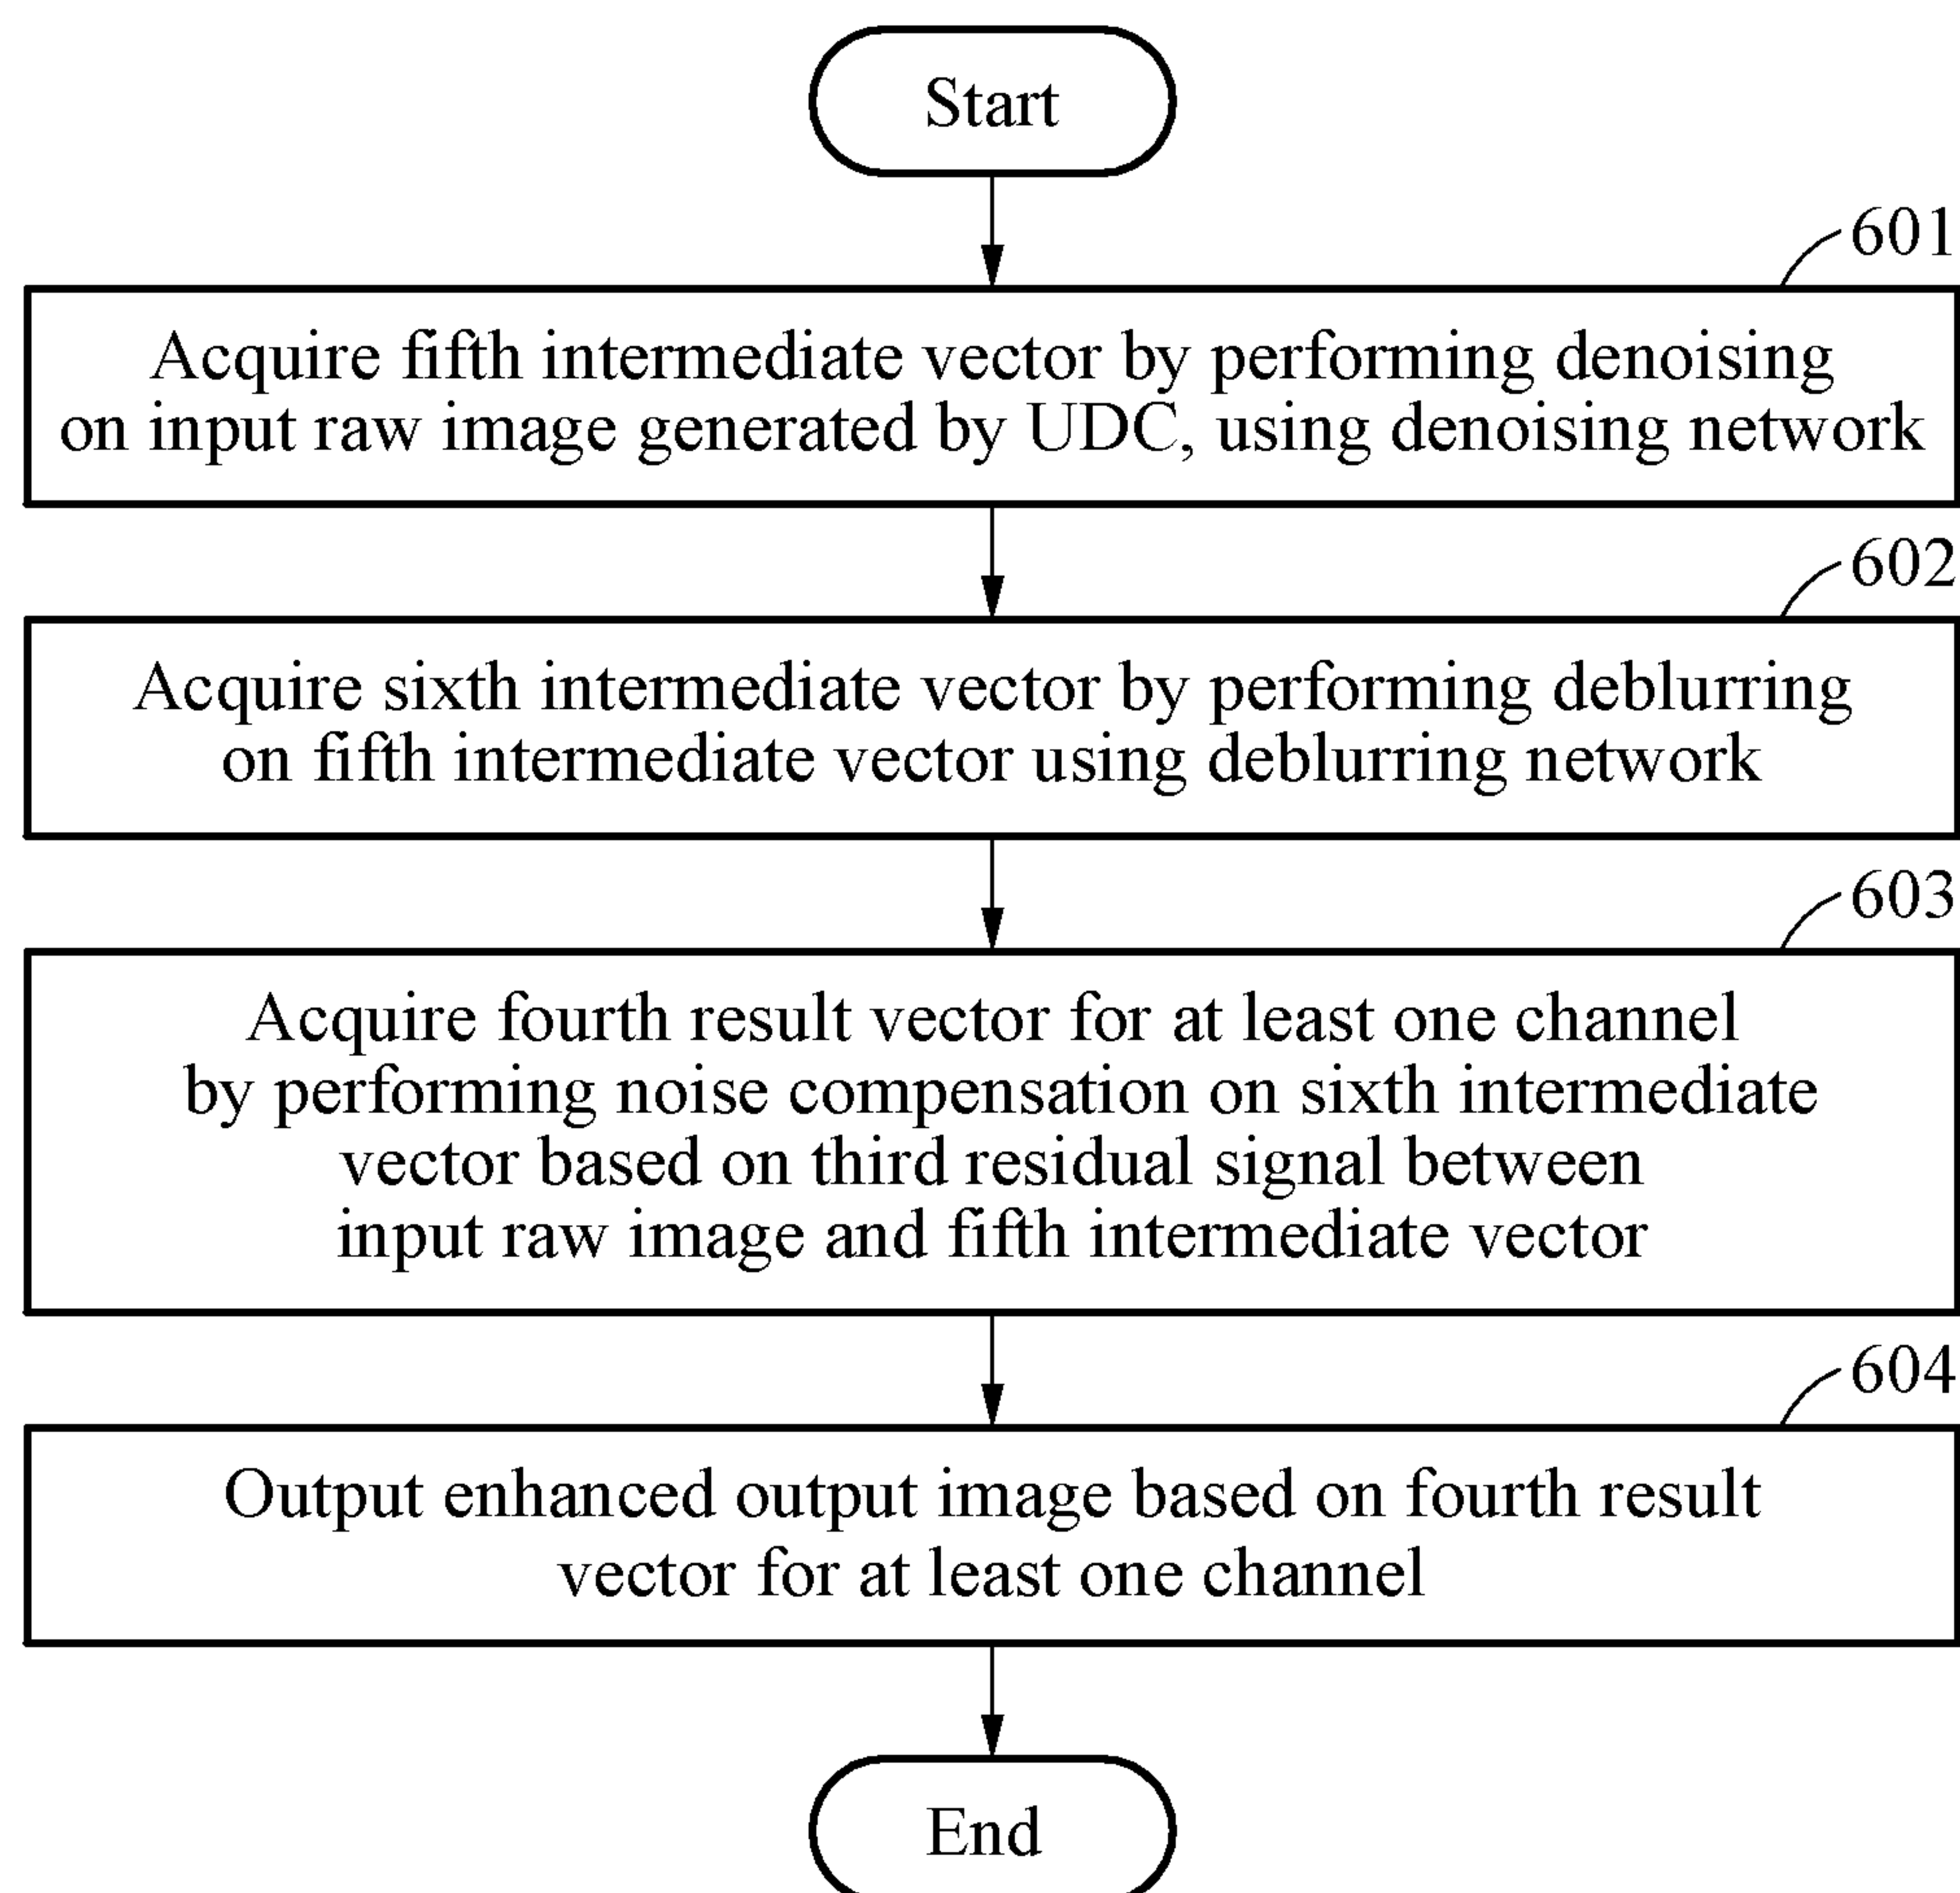 Start
601
Acquire fifth intermediate vector by performing denoising
on input raw image generated by UDC, using denoising network
602
Acquire sixth intermediate vector by performing deblurring
on fifth intermediate vector using deblurring network
603
Acquire fourth result vector for at least one channel
by performing noise compensation on sixth intermediate
vector based on third residual signal between
input raw image and fifth intermediate vector
604
Output enhanced output image based on fourth result
vector for at least one channel
End